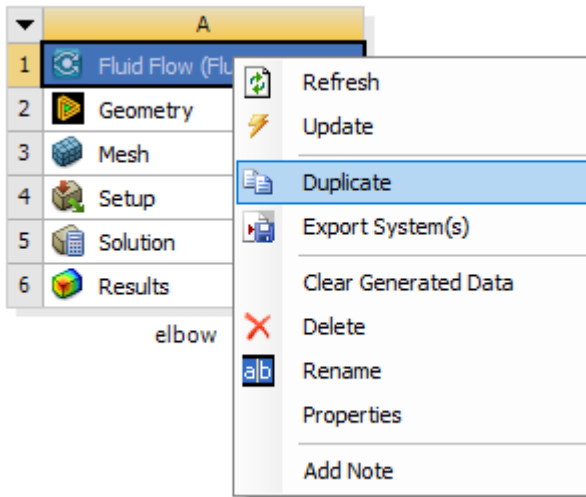 A
1 Fluid Flow (Flu
2 Geometry
3 Mesh
4 Setup
5 Solution
6 Results
elbow
Refresh
Update
Duplicate
Export System(s)
Clear Generated Data
Delete
a|b Rename
Properties
Add Note